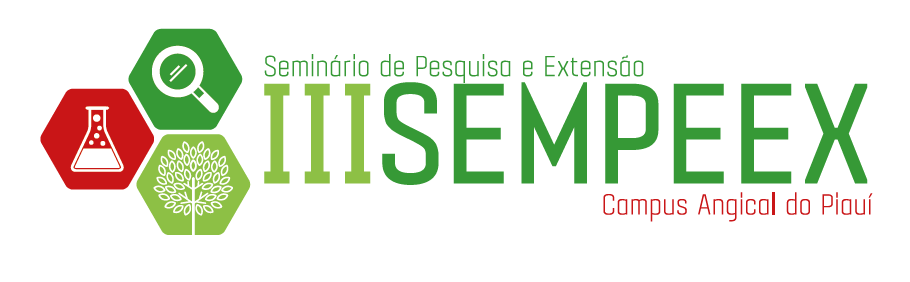 Seminário de Pesquisa e Extensão
IIISEMPEEX
Campus Angical do Piauí